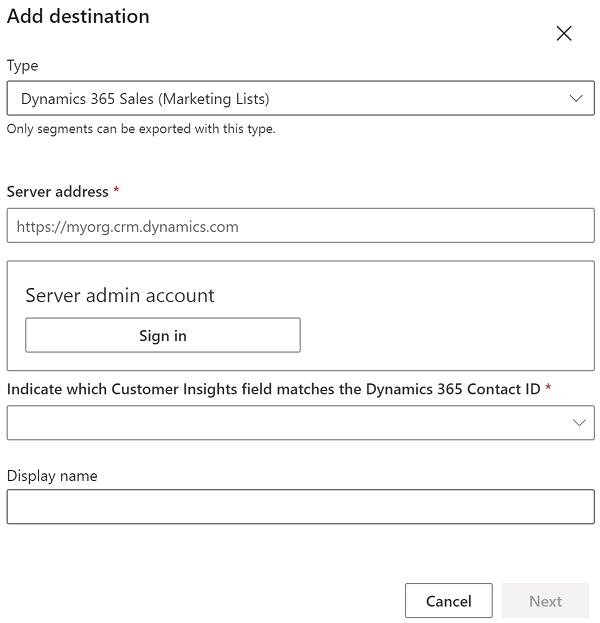 Add destination
Type
Dynamics 365 Sales (Marketing Lists)
Only segments can be exported with this type.
Server address *
https://myorg.crm.dynamics.com
Server admin account
Sign in
Indicate which Customer Insights field matches the Dynamics 365 Contact ID *
Display name
Cancel
Next